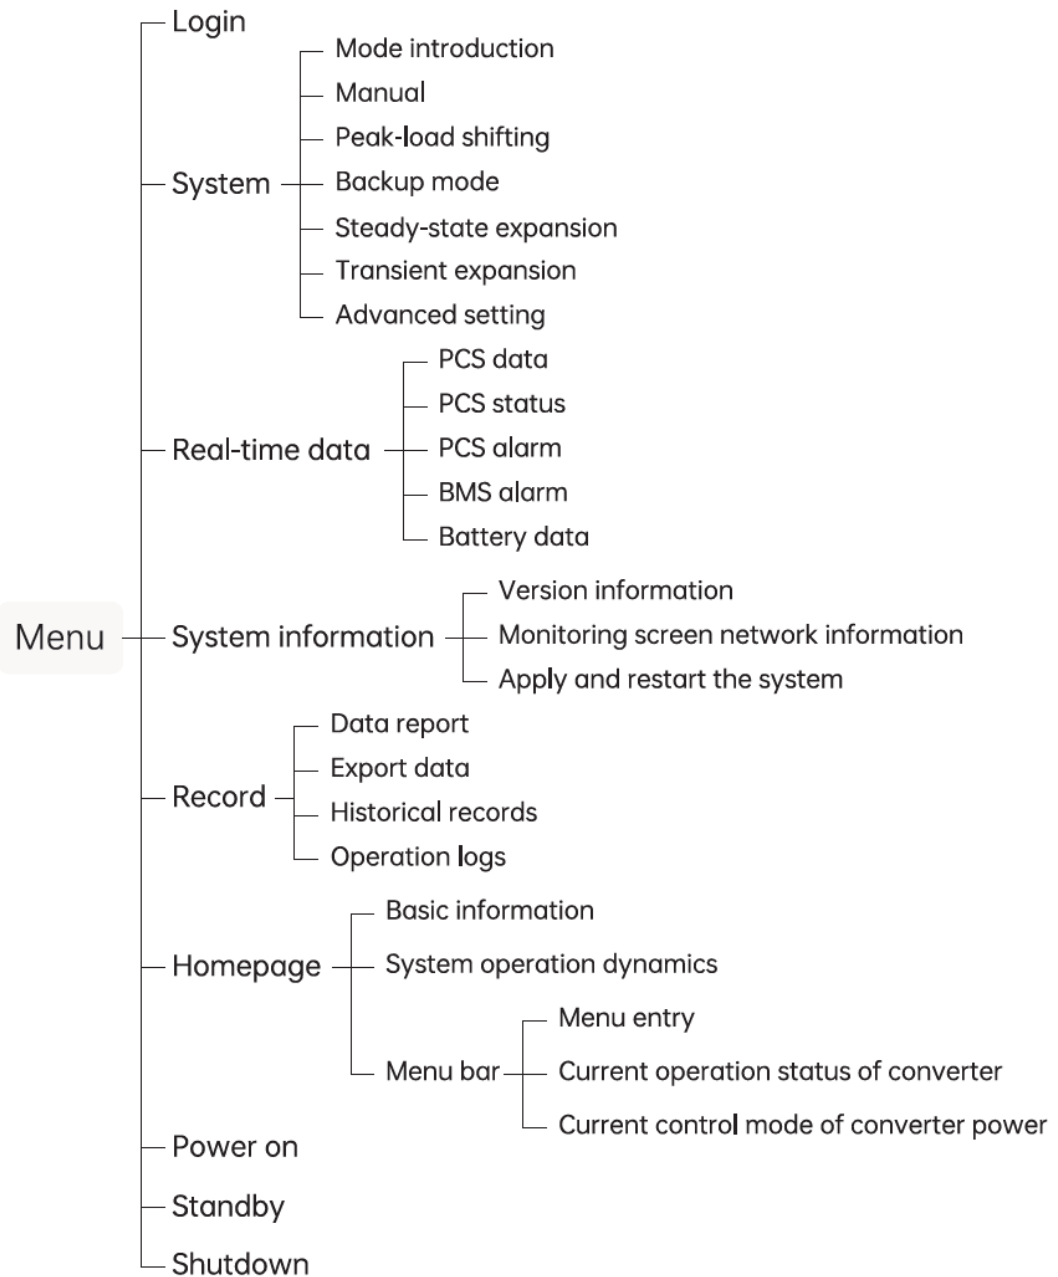 Login
Mode introduction
Manual
Peak-load shifting
System
Backup mode
Steady-state expansion
Transient expansion
Advanced setting
PCS data
PCS status
Real-time data
PCS alarm
BMS alarm
Battery data
Version information
Menu
System information
Monitoring screen network information
Apply and restart the system
Data report
Export data
Record
Historical records
Operation logs
Basic information
Homepage
System operation dynamics
Menu entry
Menu bar
Current operation status of converter
Current control mode of converter power
Power on
Standby
Shutdown